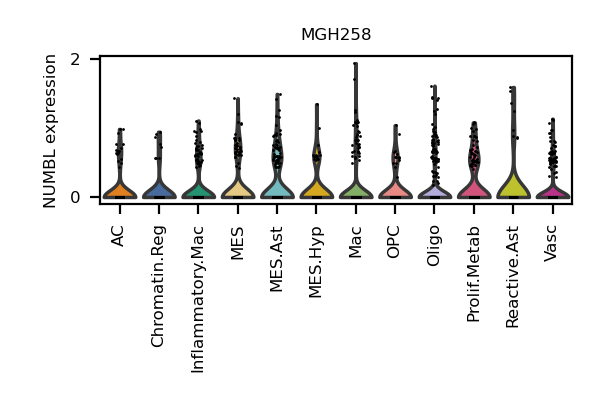 MGH258
NUMBL expression
2
0
AC
Chromatin.Reg
Inflammatory.Mac
MES
MES.Ast
MES.Hyp
Mac
OPC
Oligo
Prolif.Metab
Reactive.Ast
Vasc